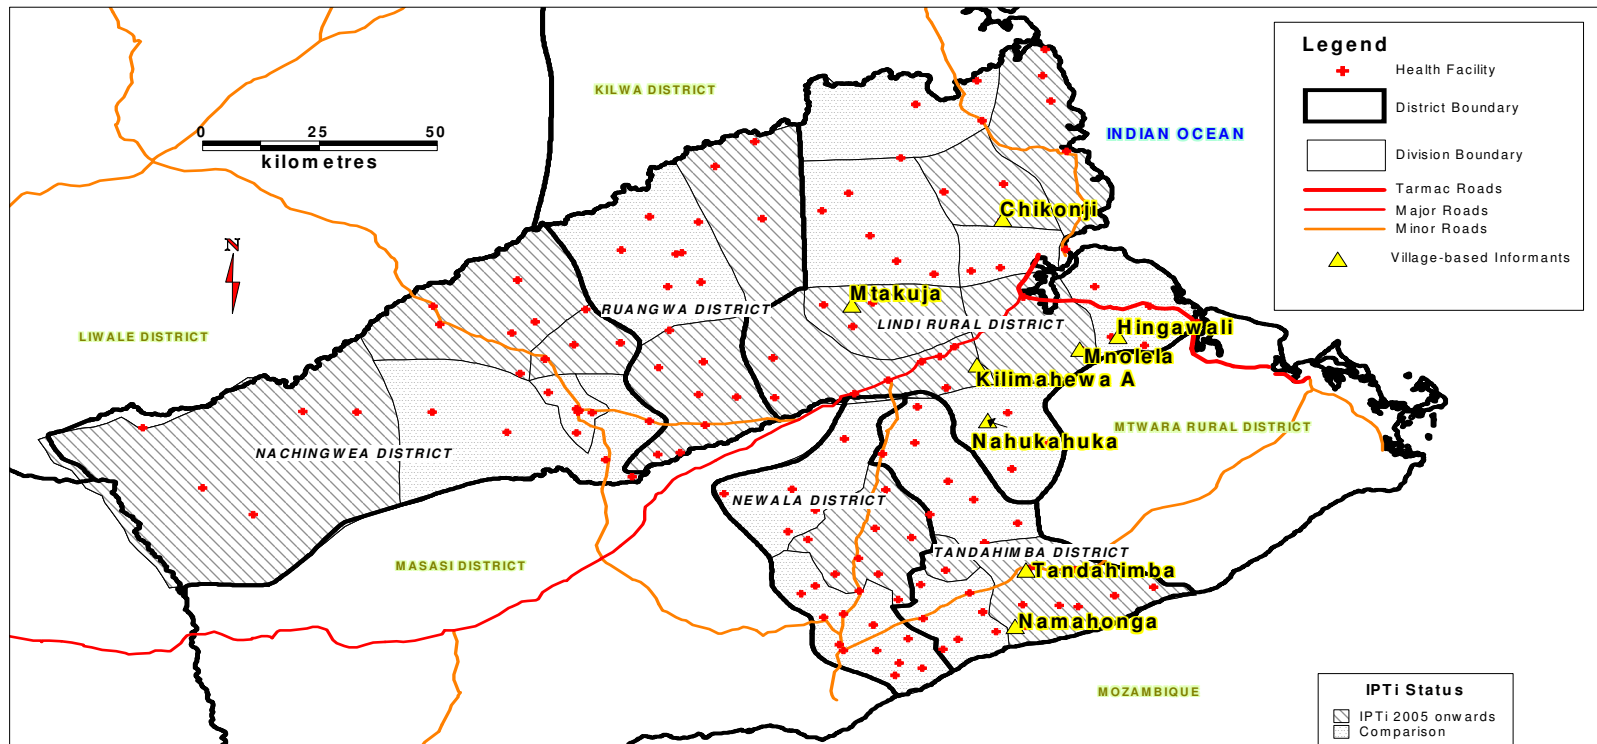 Legend
Health Facility
District Boundary
Division Boundary
Tarmac Roads
Major Roads
Minor Roads
Village-based Informants
KILWA DISTRICT
0 25 50
kilometres
INDIAN OCEAN
N
Chikonji
Mtakuja
RUANGWA DISTRICT
LINDI RURAL DISTRICT
LIWALE DISTRICT
Hingawali
Mnolela
Kilimahewa A
Nahukahuka
MTWARA RURAL DISTRICT
NACHINGWEA DISTRICT
NEWALA DISTRICT
TANDAHIMBA DISTRICT
MASASI DISTRICT
Tandahimba
Namahonga
MOZAMBIQUE
IPTi Status
IPTi 2005 onwards
Comparison